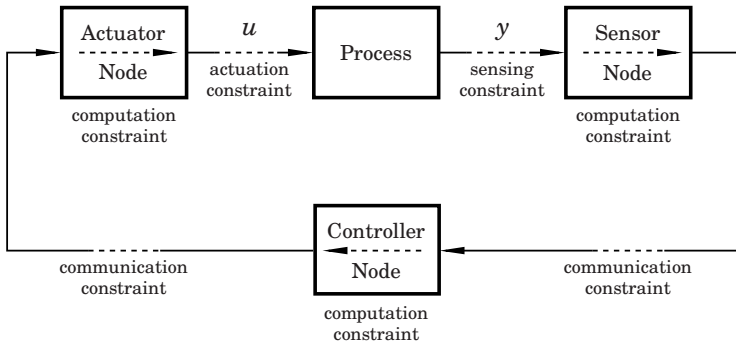 Actuator
Node
computation
constraint
u
actuation
constraint
Process
y
sensing
constraint
Sensor
Node
computation
constraint
communication
constraint
Controller
Node
computation
constraint
communication
constraint